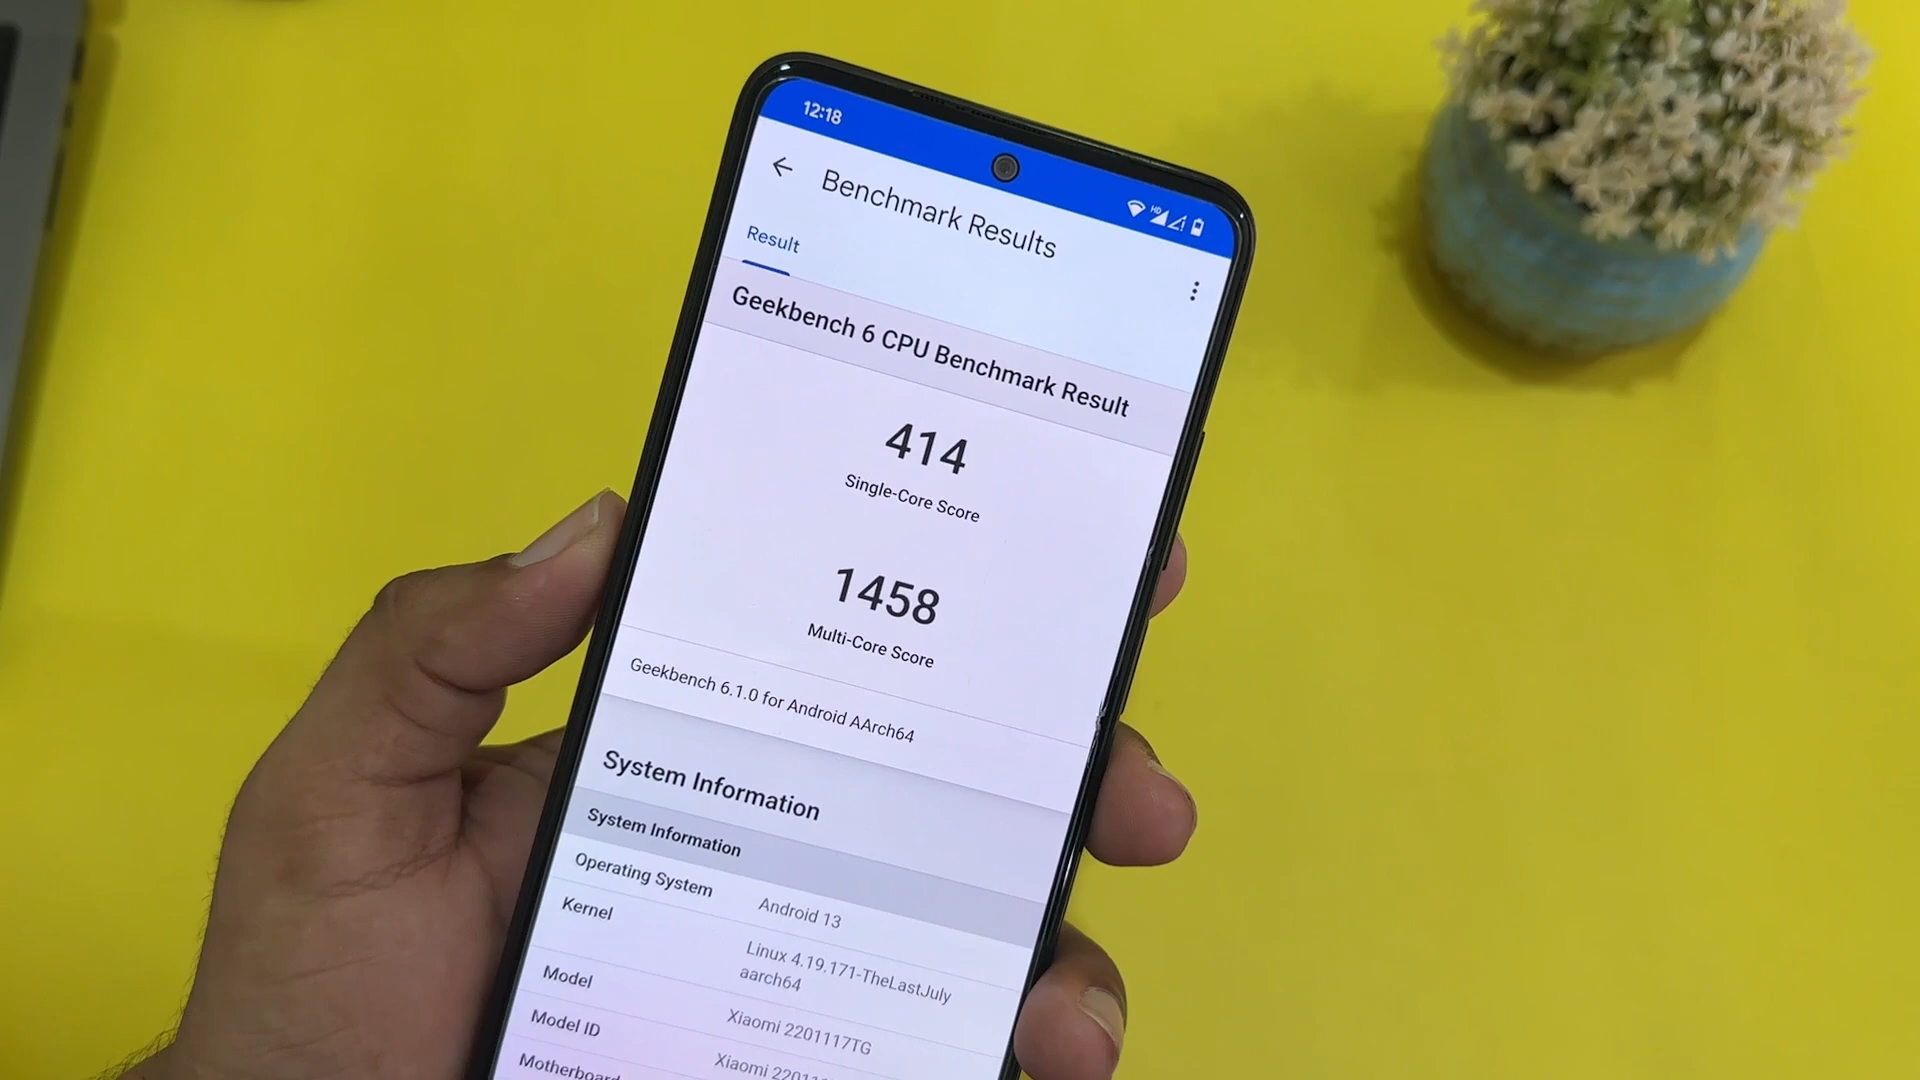 12:18
HD
Benchmark Results
Result
Geekbench 6 CPU Benchmark Result
414
Single-Core Score
1458
Multi-Core Score
Geekbench 6.1.0 for Android AArch64
System Information
System Information
Operating System Android 13
Kernel Linux 4.19.171-TheLastJuly
aarch64
Model Xiaomi 2201117TG
Model ID Xiaomi
Motherboard